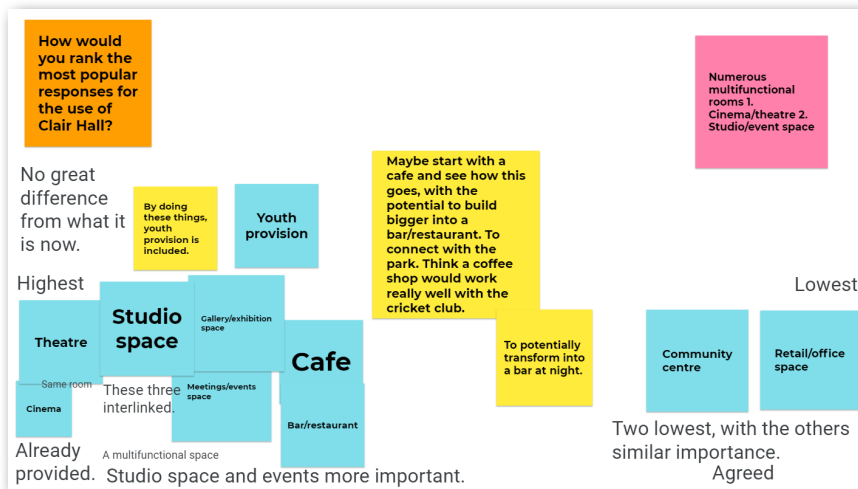 How would
you rank the
most popular
responses for
the use of
Clair Hall?
Numerous
multifunctional
rooms 1.
Cinema/theatre 2.
Studio/event space
No great
difference
from what it
is now.
By doing
these things,
youth
provision is
included.
Youth
provision
Maybe start with a
cafe and see how this
goes, with the
potential to build
bigger into a
bar/restaurant. To
connect with the
park. Think a coffee
shop would work
really well with the
cricket club.
Highest
Lowest
Theatre
Studio
space
Gallery/exhibition
space
Cafe
To potentially
transform into
a bar at night.
Community
centre
Retail/office
space
Same room
Cinema
These three
interlinked.
Meetings/events
space
Bar/restaurant
Already
provided.
A multifunctional space
Studio space and events more important.
Two lowest, with the others
similar importance.
Agreed